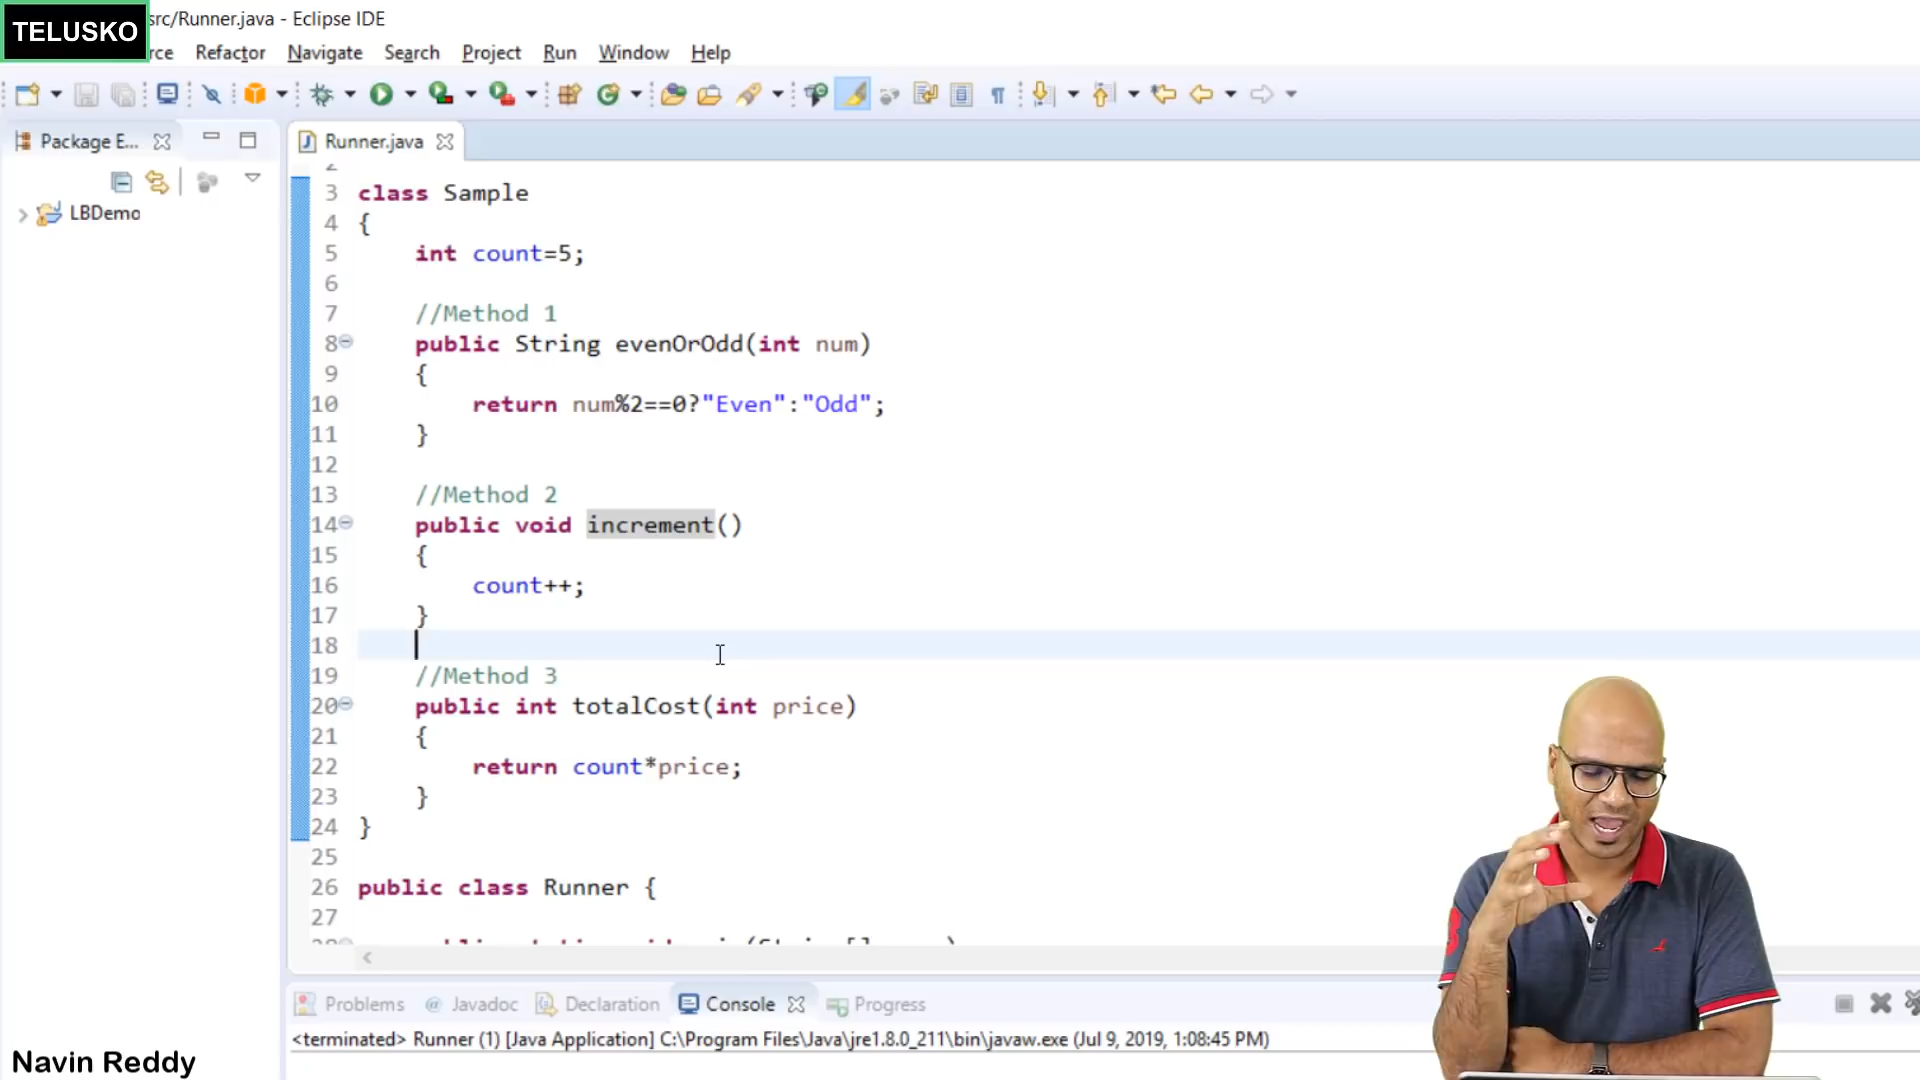 TELUSKO
src/Runner.java - Eclipse IDE
rce Refactor Navigate Search Project Run Window Help
Package E...
Runner.java
LBDemo
2
3 class Sample
4 {
5 int count=5;
6
7 //Method 1
8 public String evenOrOdd(int num)
9 {
10 return num%2==0?"Even":"Odd";
11 }
12
13 //Method 2
14 public void increment()
15 {
16 count++;
17 }
18
19 //Method 3
20 public int totalCost(int price)
21 {
22 return count*price;
23 }
24 }
25
26 public class Runner {
27
Problems @ Javadoc Declaration Console Progress
<terminated> Runner (1) [Java Application] C:\Program Files\Java\jre1.8.0_211\bin\javaw.exe (Jul 9, 2019, 1:08:45 PM)
Navin Reddy